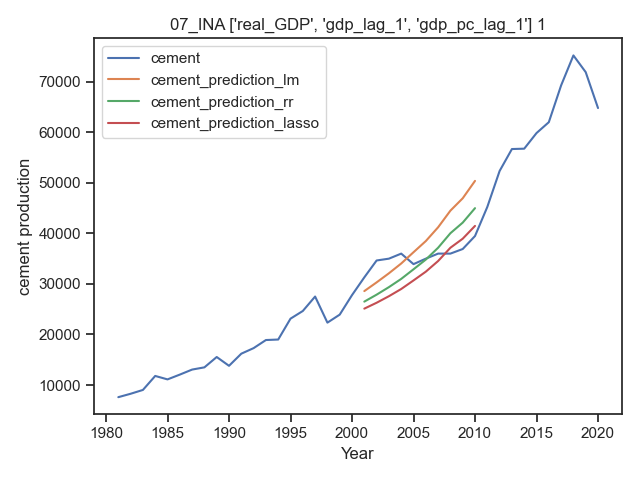 07_INA ['real_GDP', 'gdp_lag_1', 'gdp_pc_lag_1'] 1
cement
cement_prediction_lm
cement_prediction_rr
cement_prediction_lasso
70000
60000
50000
40000
30000
20000
10000
cement production
1980 1985 1990 1995 2000 2005 2010 2015 2020
Year